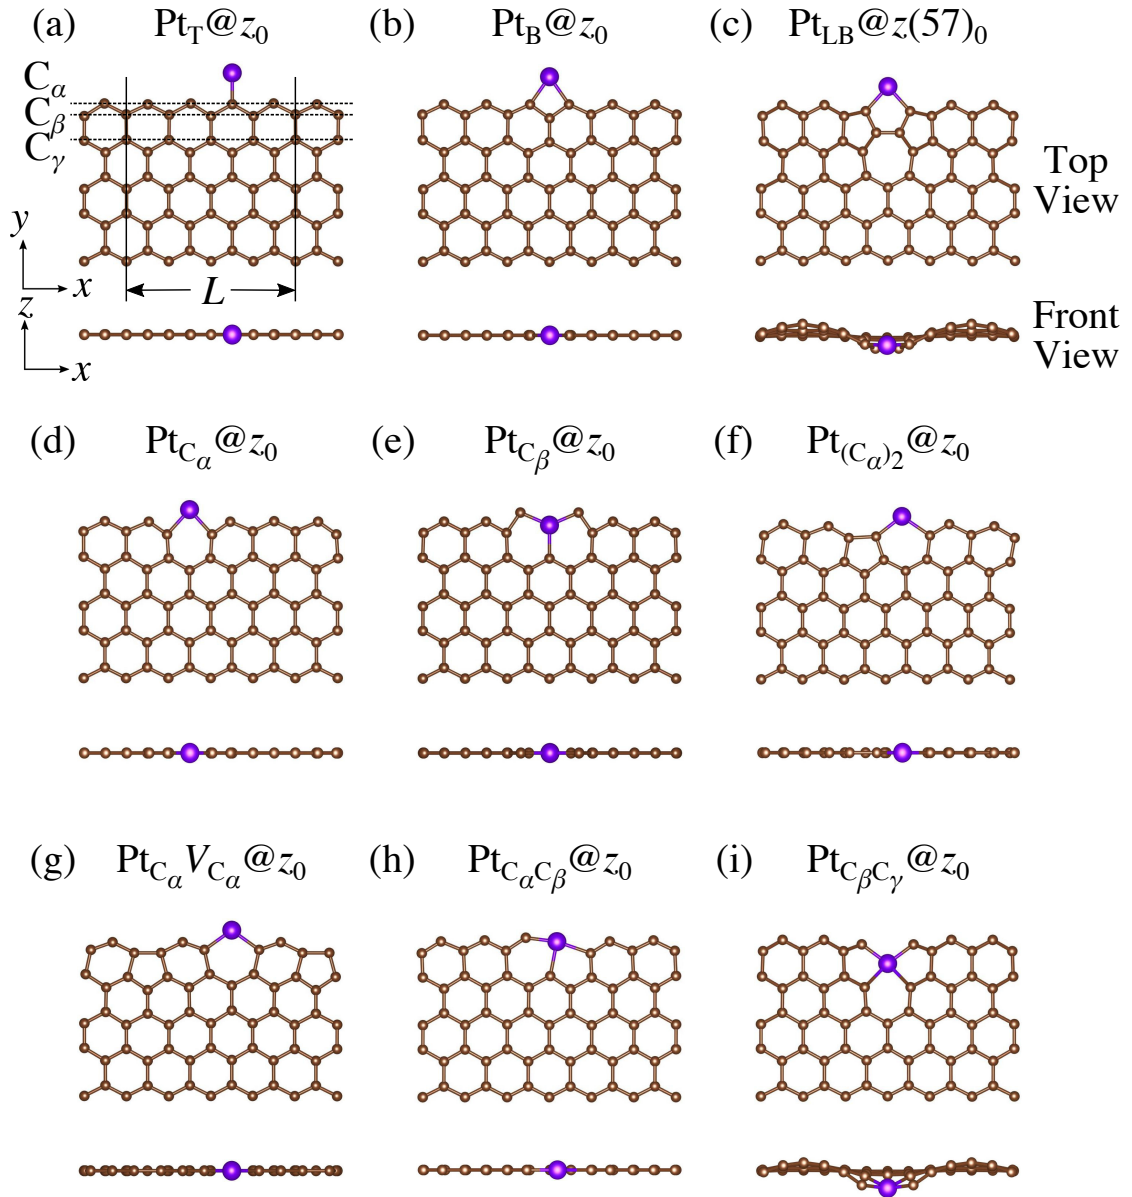 (a) Pt_T@z_0
(b) Pt_B@z_0
(c) Pt_LB@z(57)_0
C_α
C_β
C_γ
y
x
L
z
x
Top
View
Front
View
(d) Pt_{C_α}@z_0
(e) Pt_{C_β}@z_0
(f) Pt_{(C_α)_2}@z_0
(g) Pt_{C_α}V_{C_α}@z_0
(h) Pt_{C_αC_β}@z_0
(i) Pt_{C_βC_γ}@z_0